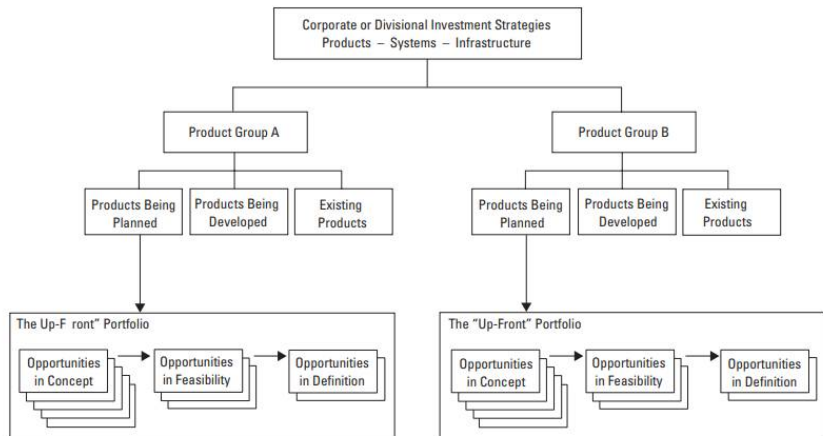 Corporate or Divisional Investment Strategies
Products – Systems – Infrastructure
Product Group A
Product Group B
Products Being
Planned
Products Being
Developed
Existing
Products
Products Being
Planned
Products Being
Developed
Existing
Products
The Up-F ront” Portfolio
Opportunities
in Concept
Opportunities
in Feasibility
Opportunities
in Definition
The “Up-Front” Portfolio
Opportunities
in Concept
Opportunities
in Feasibility
Opportunities
in Definition